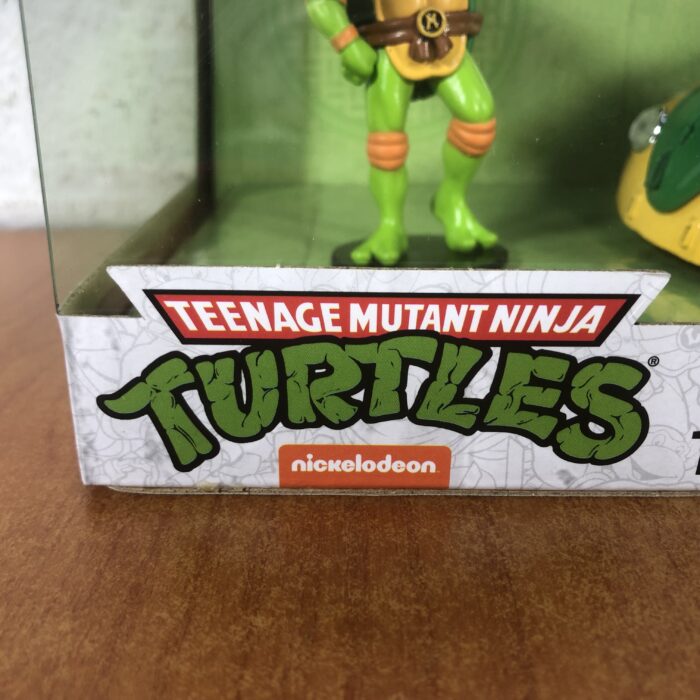 M
TEENAGE MUTANT NINJA
TURTLES®
nickelodeon